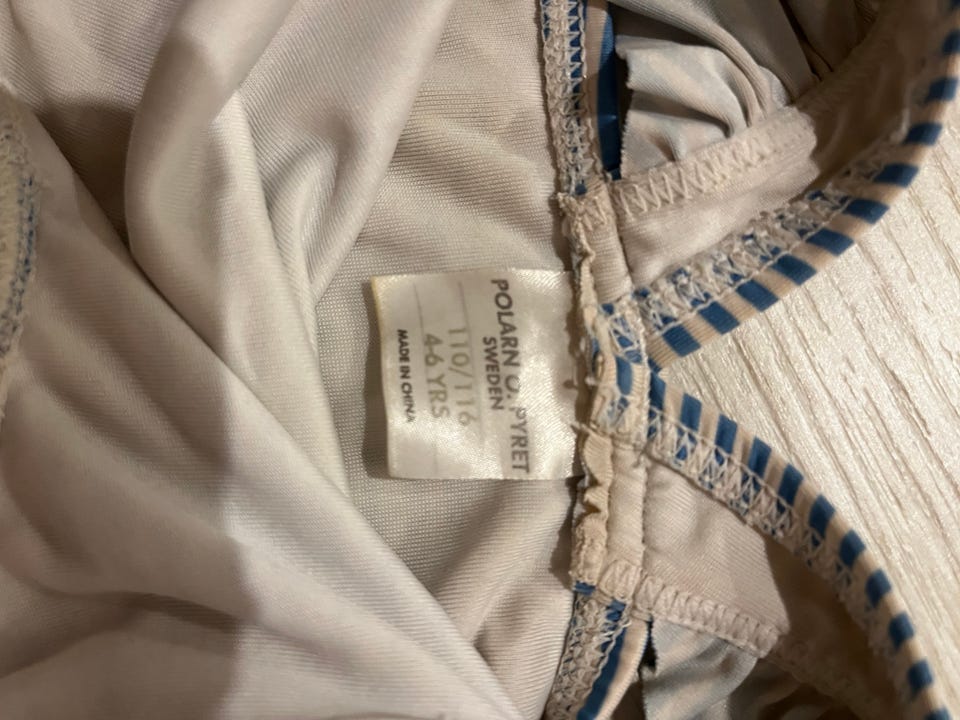 POLARN O. PYRET
SWEDEN
110/116
4-6 YRS
MADE IN CHINA